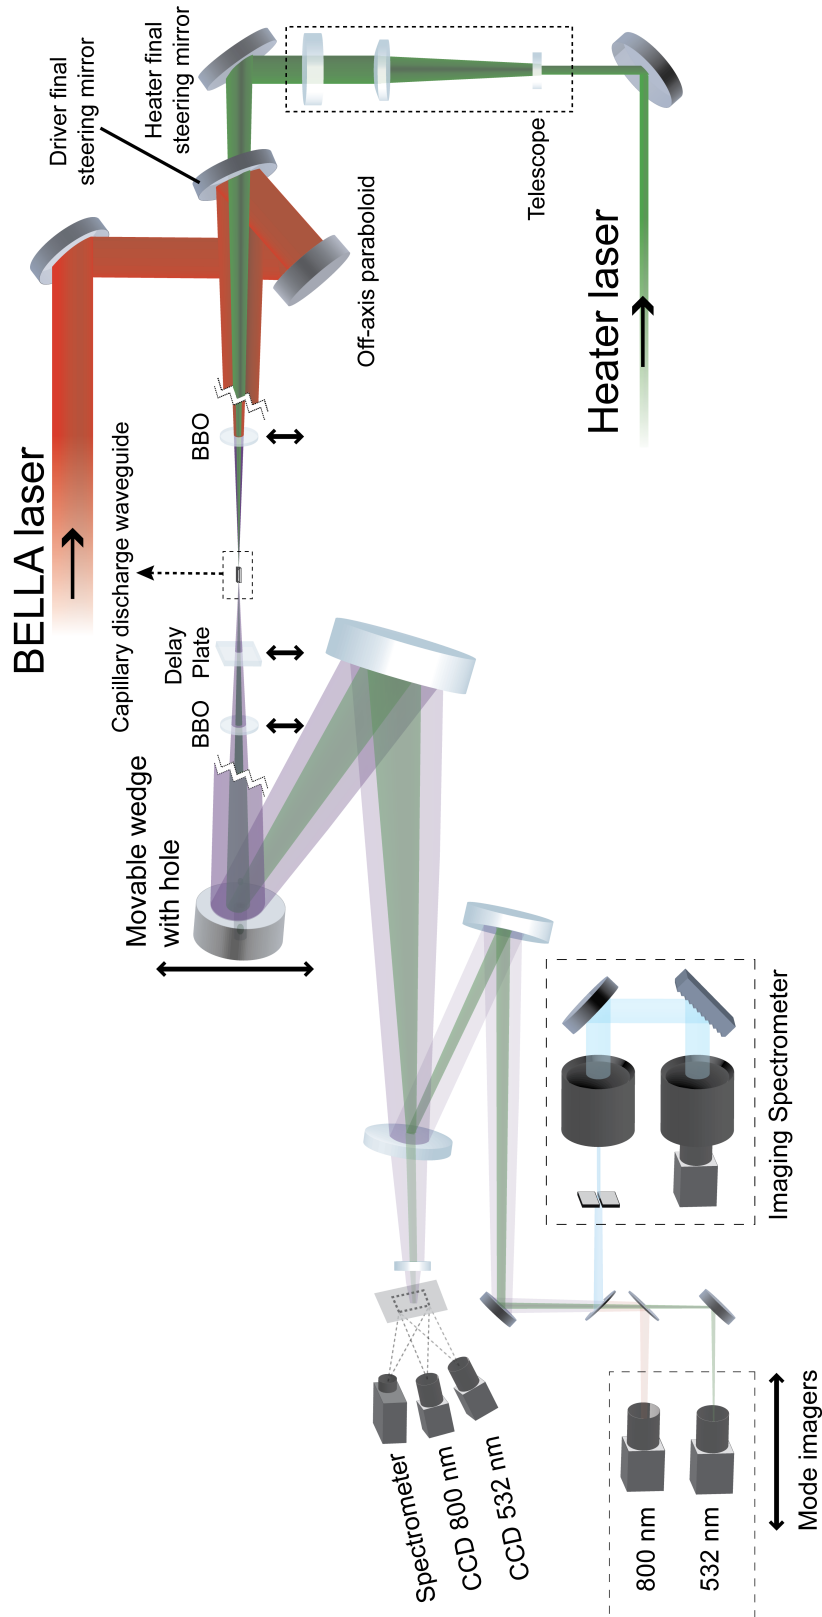 BELLA laser
Driver final
steering mirror
Heater final
steering mirror
Off-axis paraboloid
Telescope
Heater laser
BBO
Capillary discharge waveguide
Delay
Plate
BBO
Movable wedge
with hole
Imaging Spectrometer
Spectrometer
CCD 800 nm
CCD 532 nm
800 nm
532 nm
Mode imagers